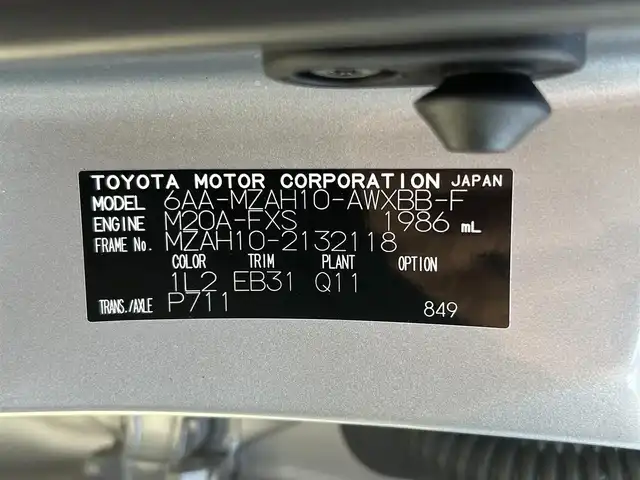 TOYOTA MOTOR CORPORATION JAPAN
MODEL 6AA-MZAH10-AWXBB-F
ENGINE M20A-FXS 1986 mL
FRAME No. MZAH10-2132118
COLOR TRIM PLANT OPTION
1L2 EB31 Q11
TRANS./AXLE P711 849